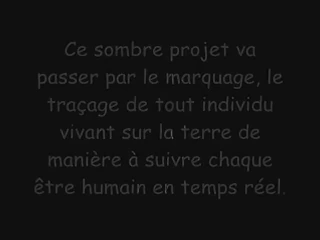 Ce sombre projet va
passer par le marquage, le
traçage de tout individu
vivant sur la terre de
manière à suivre chaque
être humain en temps réel.